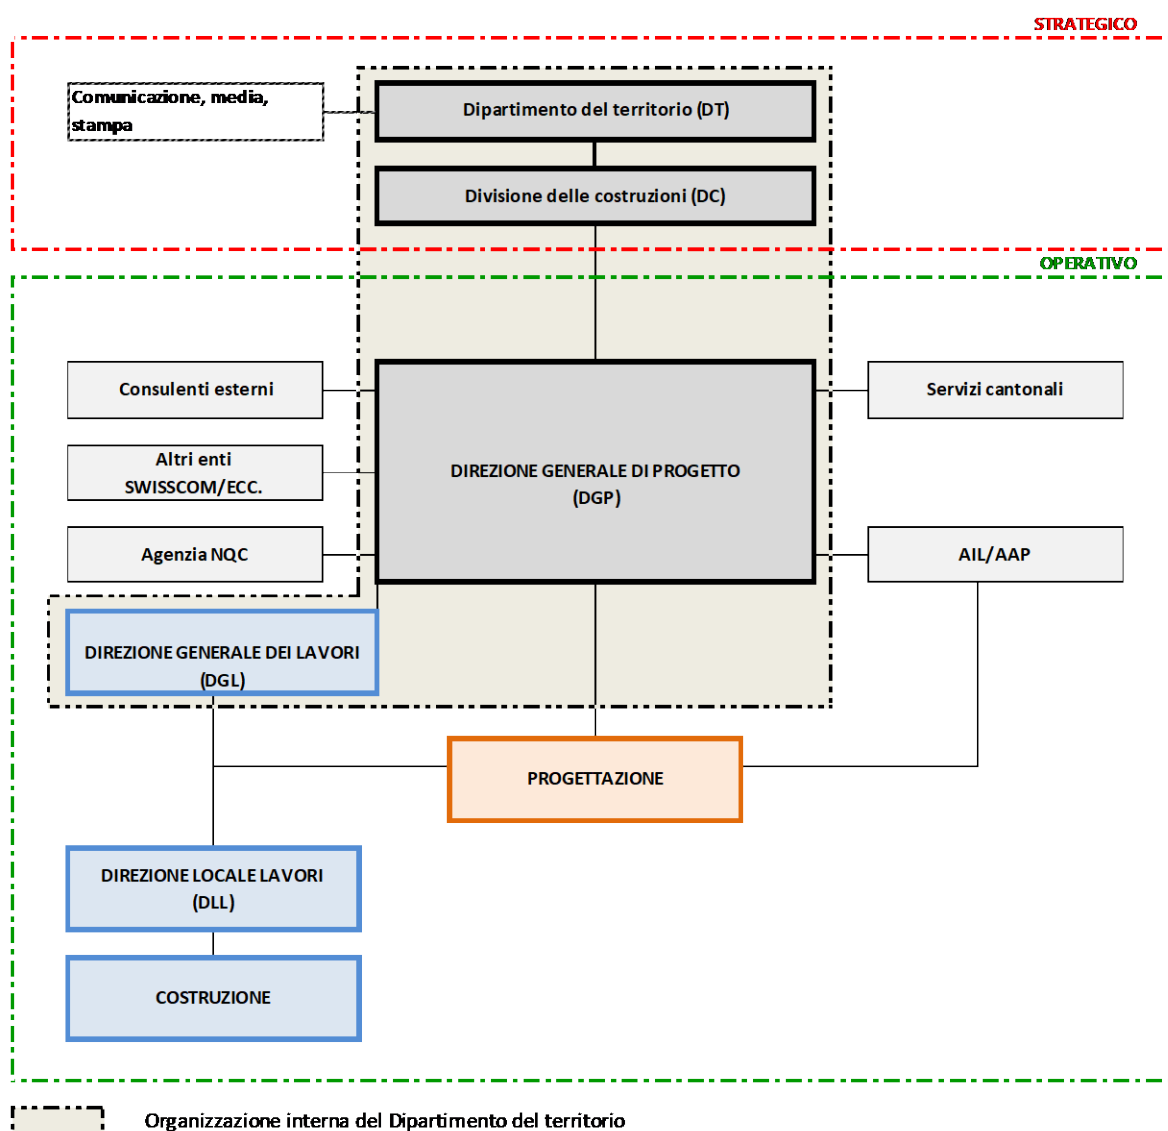 STRATEGICO
Comunicazione, media,
stampa
Dipartimento del territorio (DT)
Divisione delle costruzioni (DC)
OPERATIVO
Consulenti esterni
Servizi cantonali
Altri enti
SWISSCOM/ECC.
DIREZIONE GENERALE DI PROGETTO
(DGP)
Agenzia NQC
AIL/AAP
DIREZIONE GENERALE DEI LAVORI
(DGL)
PROGETTAZIONE
DIREZIONE LOCALE LAVORI
(DLL)
COSTRUZIONE
Organizzazione interna del Dipartimento del territorio